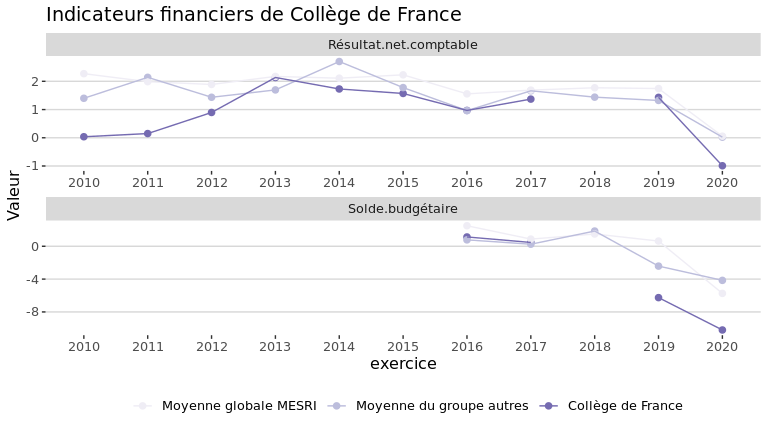 Indicateurs financiers de Collège de France
Résultat.net.comptable
2
1
0
-1
2010 2011 2012 2013 2014 2015 2016 2017 2018 2019 2020
Valeur
Solde.budgétaire
0
-4
-8
2010 2011 2012 2013 2014 2015 2016 2017 2018 2019 2020
exercice
Moyenne globale MESRI Moyenne du groupe autres Collège de France